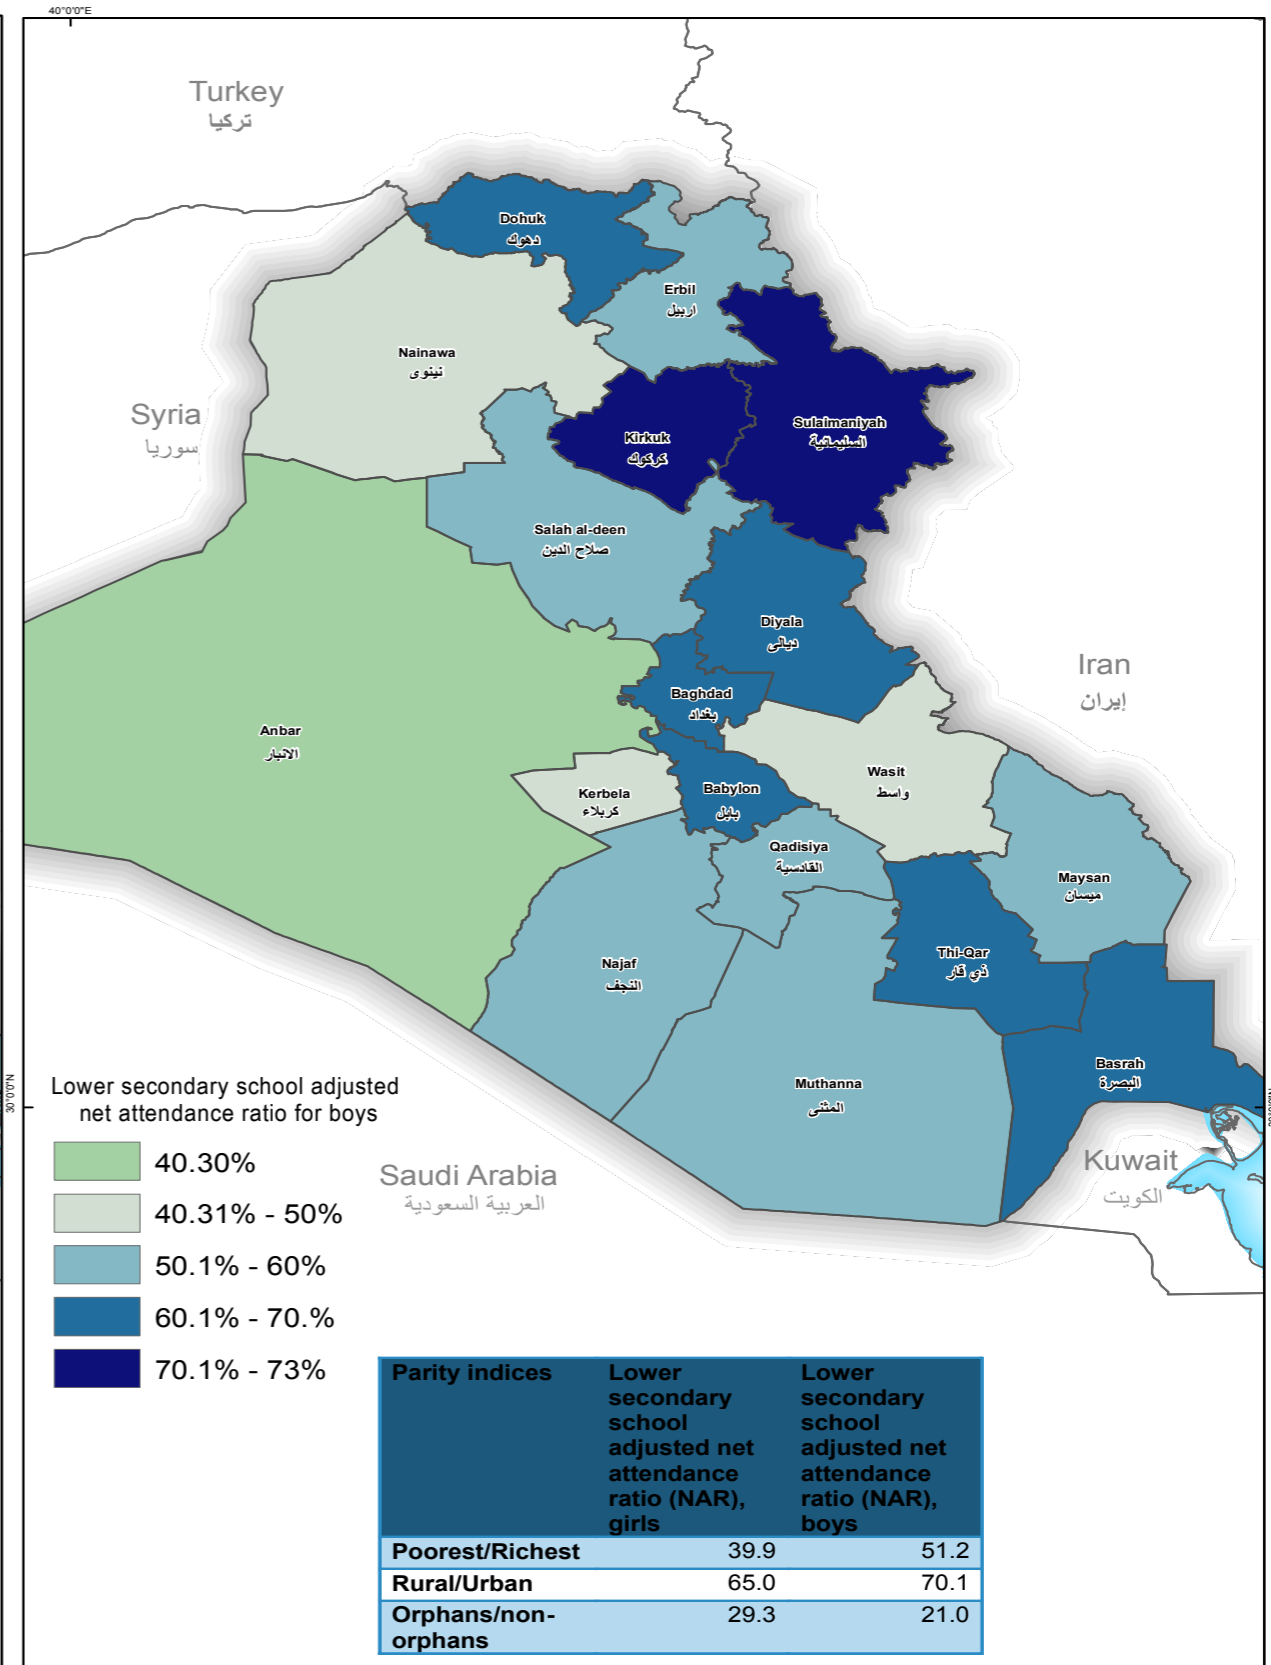 40°0'0"E
Turkey
تركيا
Dohuk
دهوك
Erbil
اربيل
Nainawa
نينوى
Syria
سوريا
Kirkuk
كركوك
Sulaimaniyah
السليمانية
Salah al-deen
صلاح الدين
Diyala
ديالى
Iran
إيران
Baghdad
بغداد
Anbar
الانبار
Wasit
واسط
Kerbela
كربلاء
Babylon
بابل
Qadisiya
القادسية
Maysan
ميسان
Thi-Qar
ذي قار
Najaf
النجف
Basrah
البصرة
Muthanna
المثنى
30°0'0"N
Kuwait
الكويت
Saudi Arabia
العربية السعودية
Lower secondary school adjusted
net attendance ratio for boys
40.30%
40.31% - 50%
50.1% - 60%
60.1% - 70.%
70.1% - 73%
Parity indices
Lower
secondary
school
adjusted net
attendance
ratio (NAR),
girls
Lower
secondary
school
adjusted net
attendance
ratio (NAR),
boys
Poorest/Richest 39.9 51.2
Rural/Urban 65.0 70.1
Orphans/non- 29.3 21.0
orphans